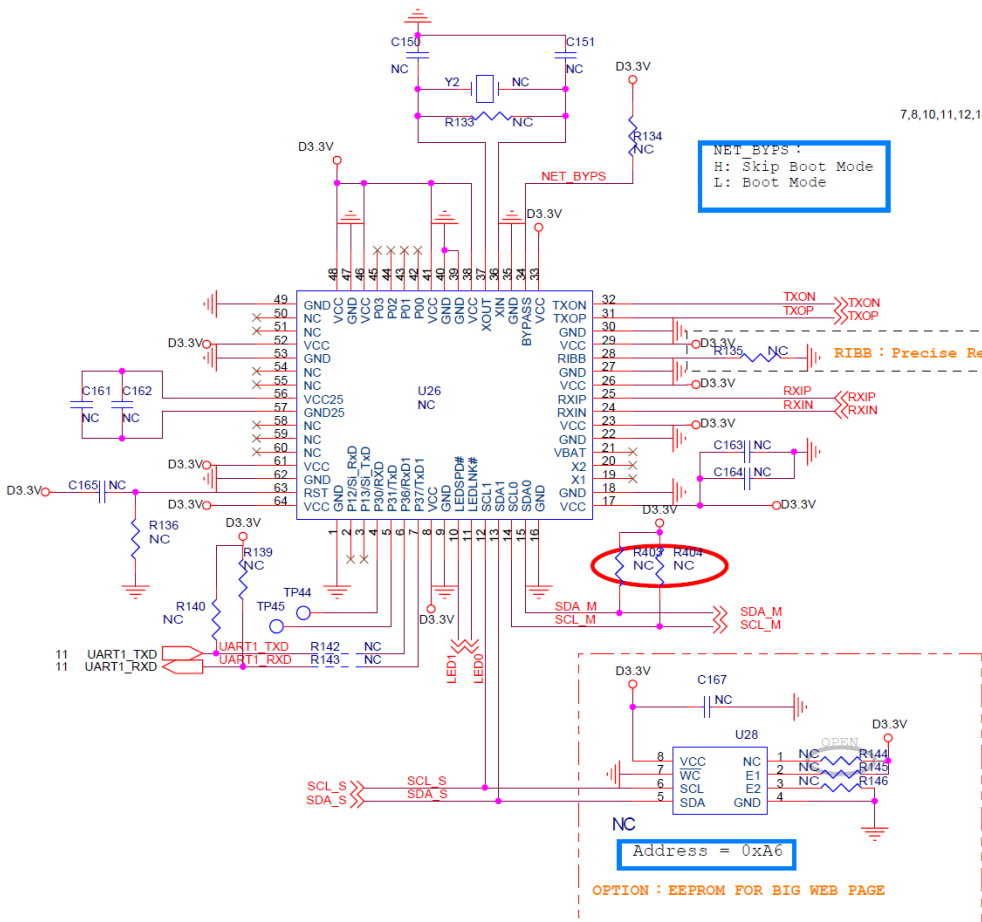 C150
C151
NC
NC
Y2
NC
R133
NC
D3.3V
R134
NC
7,8,10,11,12,1
NET_BYPS :
H: Skip Boot Mode
L: Boot Mode
D3.3V
NET_BYPS
D3.3V
48
47
46
45
44
43
42
41
40
39
38
37
36
35
34
33
VCC
GND
VCC
P03
P02
P01
P00
VCC
GND
GND
VCC
XOUT
XIN
GND
BYPASS
VCC
49 GND
50 NC
51 NC
D3.3V 52 VCC
53 GND
54 NC
55 NC
56 VCC25
57 GND25
58 NC
59 NC
60 NC
D3.3V 61 VCC
62 GND
63 RST
D3.3V 64 VCC
U26
NC
TXON 32 TXON TXON
TXOP 31 TXOP TXOP
GND 30
VCC 29 D3.3V
RIBB 28 R135 NC
RIBB : Precise Re
GND 27
VCC 26 D3.3V
RXIP 25 RXIP RXIP
RXIN 24 RXIN RXIN
VCC 23 D3.3V
GND 22
VBAT 21
X2 20
X1 19
GND 18
VCC 17 D3.3V
C161 C162
NC NC
D3.3V C165 NC
R136
NC
C163 NC
C164 NC
GND
P12/Si_RxD
P13/Si_TxD
P30/RXD
P31/TxD
P36/RxD1
P37/TxD1
VCC
GND
LEDSPD#
LEDLNK#
SCL1
SDA1
SCL0
SDA0
GND
1
2
3
4
5
6
7
8
9
10
11
12
13
14
15
16
D3.3V
R139
NC
R140
NC
TP44
TP45
D3.3V
D3.3V
R403 R404
NC NC
SDA_M SDA_M
SCL_M SCL_M
11 UART1_TXD UART1_TXD R142 NC
11 UART1_RXD UART1_RXD R143 NC
LED1
LED0
D3.3V
C167
NC
U28
D3.3V
OPEN
8 VCC NC 1 NC R144
7 WC E1 2 NC R145
6 SCL E2 3 NC R146
5 SDA GND 4
SCL_S SCL_S
SDA_S SDA_S
NC
Address = 0xA6
OPTION : EEPROM FOR BIG WEB PAGE